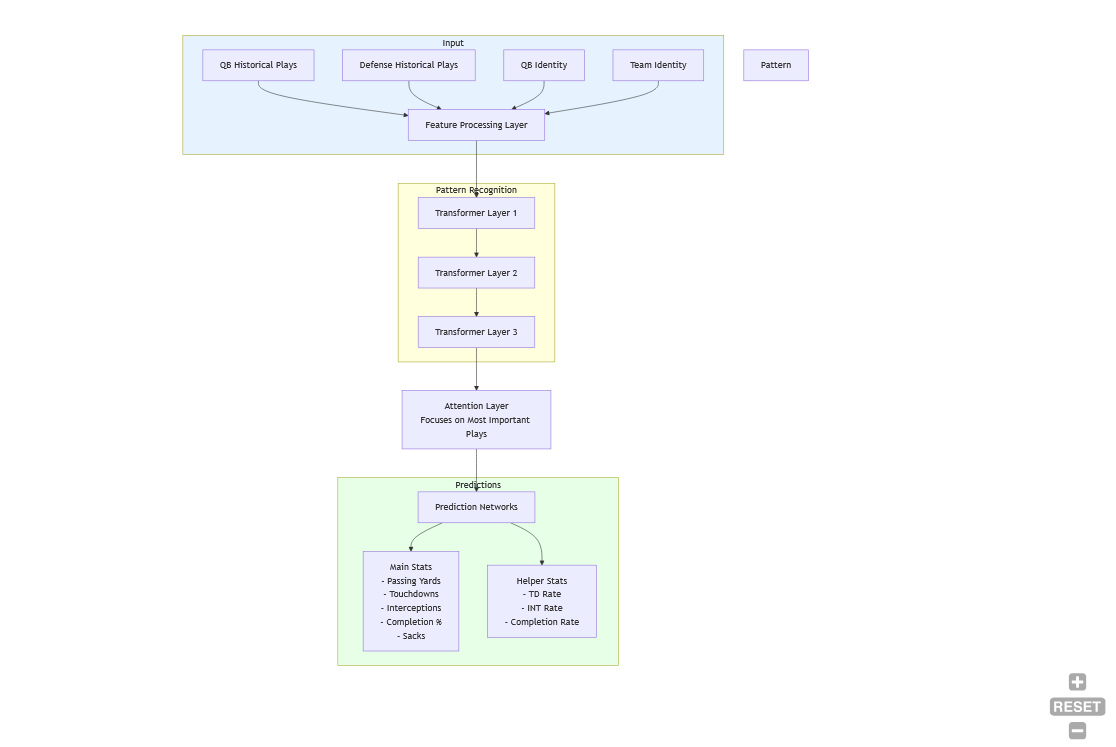 Input
QB Historical Plays
Defense Historical Plays
QB Identity
Team Identity
Pattern
Feature Processing Layer
Pattern Recognition
Transformer Layer 1
Transformer Layer 2
Transformer Layer 3
Attention Layer
Focuses on Most Important
Plays
Predictions
Prediction Networks
Main Stats
- Passing Yards
- Touchdowns
- Interceptions
- Completion %
- Sacks
Helper Stats
- TD Rate
- INT Rate
- Completion Rate
RESET